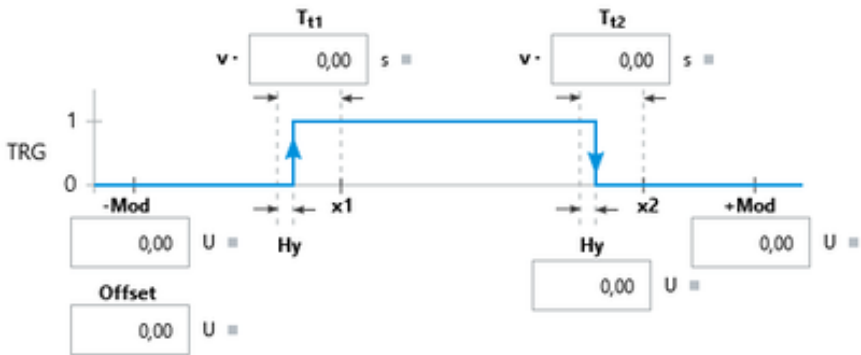 Tt1 Tt2
v · 0,00 s v · 0,00 s
1
TRG
0
-Mod x1 x2 +Mod
0,00 U Hy Hy 0,00 U
0,00 U
Offset
0,00 U